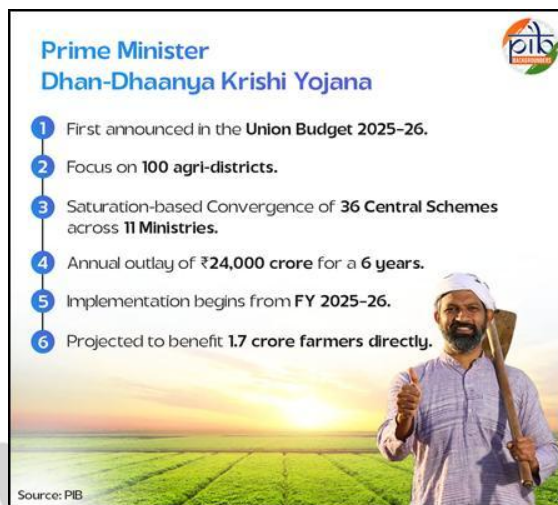 Prime Minister
Dhan-Dhaanya Krishi Yojana
pib
BACKGROUNDERS
1 First announced in the Union Budget 2025-26.
2 Focus on 100 agri-districts.
3 Saturation-based Convergence of 36 Central Schemes
across 11 Ministries.
4 Annual outlay of ₹24,000 crore for a 6 years.
5 Implementation begins from FY 2025-26.
6 Projected to benefit 1.7 crore farmers directly.
Source: PIB